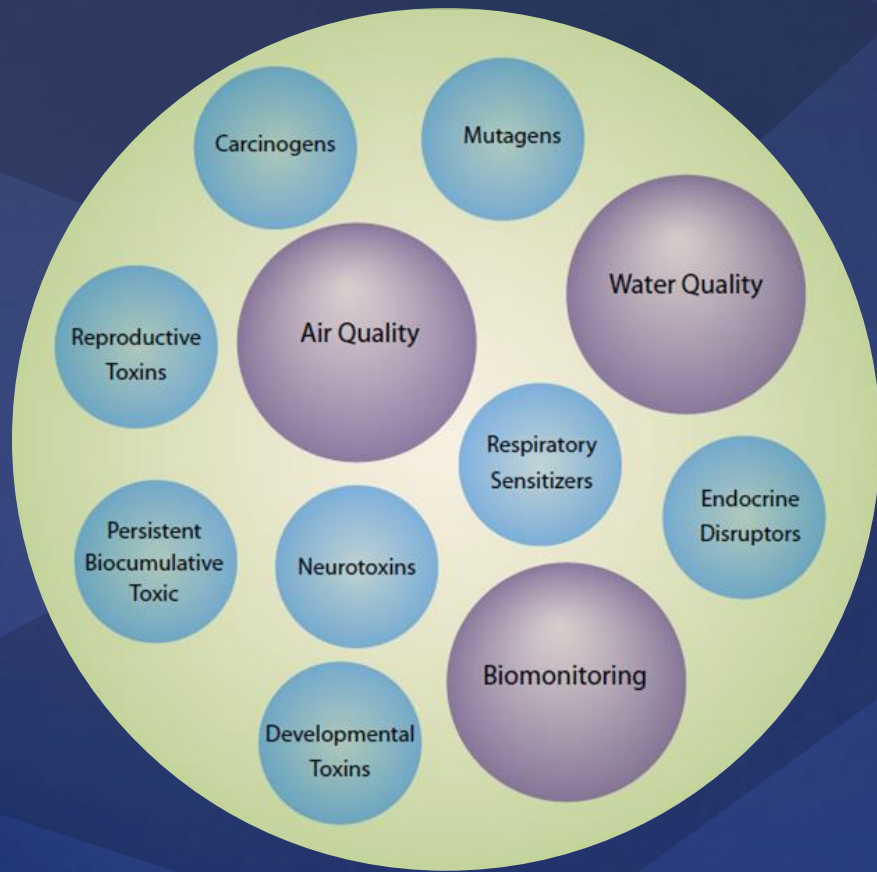 Carcinogens
Mutagens
Water Quality
Air Quality
Reproductive
Toxins
Respiratory
Sensitizers
Endocrine
Disruptors
Persistent
Biocumulative
Toxic
Neurotoxins
Biomonitoring
Developmental
Toxins